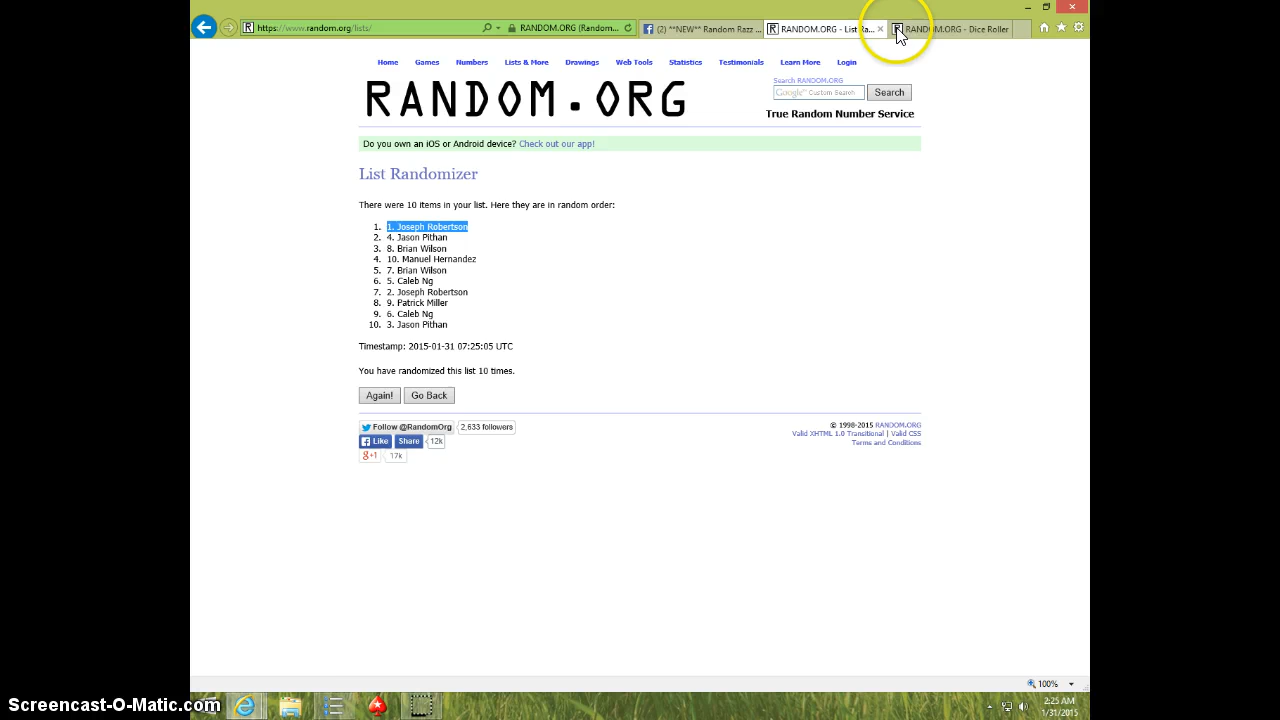 https://www.random.org/lists/
RANDOM.ORG (Random...
(2) **NEW** Random Razz ...
RANDOM.ORG - List Ra...
RANDOM.ORG - Dice Roller
Home Games Numbers Lists & More Drawings Web Tools Statistics Testimonials Learn More Login
RANDOM.ORG
Search RANDOM.ORG
Google™ Custom Search
Search
True Random Number Service
Do you own an iOS or Android device? Check out our app!
List Randomizer
There were 10 items in your list. Here they are in random order:
1. 1. Joseph Robertson
2. 4. Jason Pithan
3. 8. Brian Wilson
4. 10. Manuel Hernandez
5. 7. Brian Wilson
6. 5. Caleb Ng
7. 2. Joseph Robertson
8. 9. Patrick Miller
9. 6. Caleb Ng
10. 3. Jason Pithan
Timestamp: 2015-01-31 07:25:05 UTC
You have randomized this list 10 times.
Again! Go Back
Follow @RandomOrg 2,633 followers
Like Share 12k
g+1 17k
© 1998-2015 RANDOM.ORG
Valid XHTML 1.0 Transitional | Valid CSS
Terms and Conditions
100%
Screencast-O-Matic.com
2:25 AM
1/31/2015